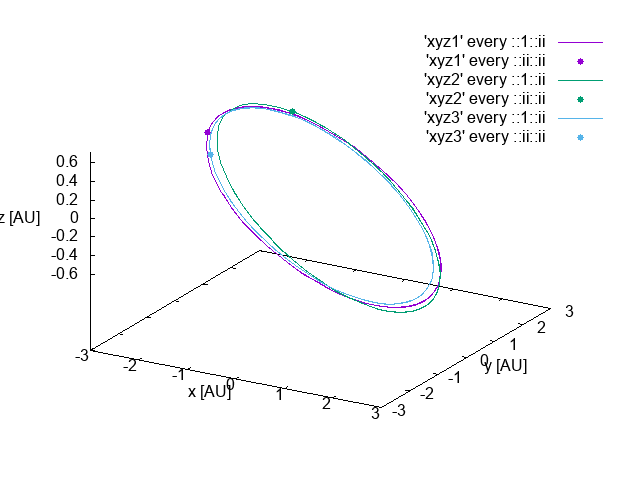 'xyz1' every ::1::ii
'xyz1' every ::ii::ii
'xyz2' every ::1::ii
'xyz2' every ::ii::ii
'xyz3' every ::1::ii
'xyz3' every ::ii::ii
0.6
0.4
0.2
z [AU]
0
-0.2
-0.4
-0.6
3
2
1
0
y [AU]
-1
-2
-3
-3
-2
-1
0
x [AU]
1
2
3